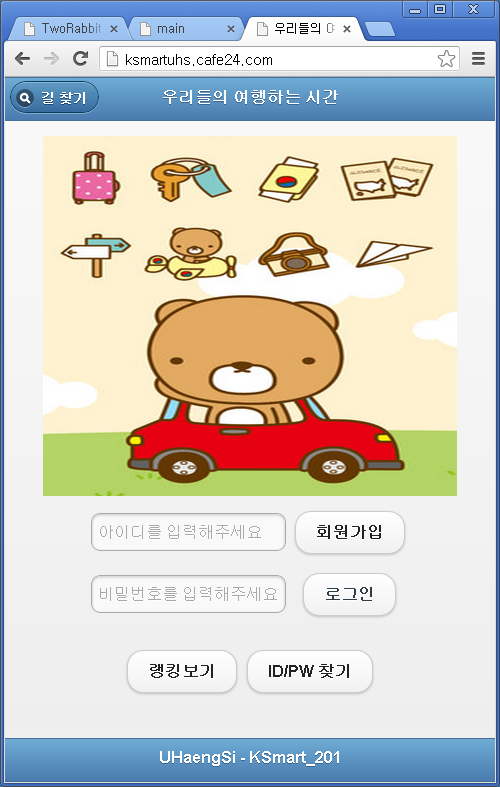 TwoRabbit
main
우리들의 여
ksmartuhs.cafe24.com
길 찾기
우리들의 여행하는 시간
GUIDANCE
GUIDANCE
아이디를 입력해주세요
회원가입
비밀번호를 입력해주세요
로그인
랭킹보기
ID/PW 찾기
UHaengSi - KSmart_201